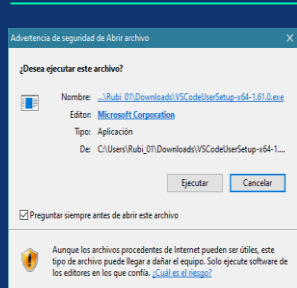 Advertencia de seguridad de Abrir archivo X
¿Desea ejecutar este archivo?
Nombre: ...\Rubi_01\Downloads\VSCodeUserSetup-x64-1.61.0.exe
Editor: Microsoft Corporation
Tipo: Aplicación
De: C:\Users\Rubi_01\Downloads\VSCodeUserSetup-x64-1....
Ejecutar Cancelar
Preguntar siempre antes de abrir este archivo
Aunque los archivos procedentes de Internet pueden ser útiles, este
tipo de archivo puede llegar a dañar el equipo. Solo ejecute software de
los editores en los que confía. ¿Cuál es el riesgo?